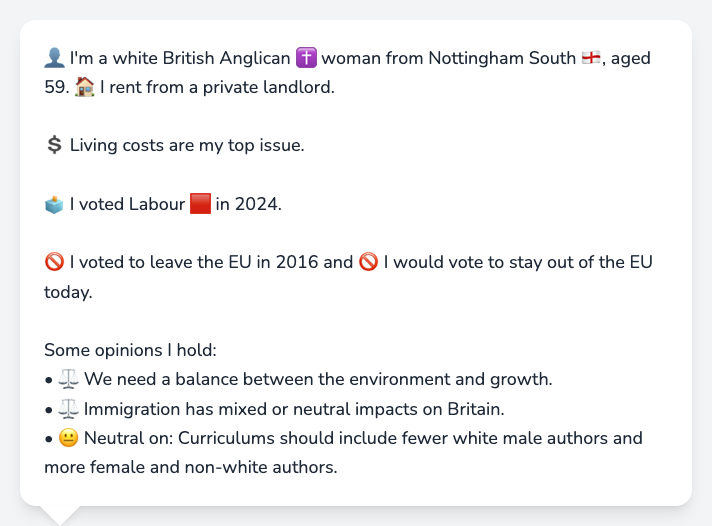 👤 I'm a white British Anglican ✝️ woman from Nottingham South 🏴󠁧󠁢󠁥󠁮󠁧󠁿, aged
59. 🏠 I rent from a private landlord.
💲 Living costs are my top issue.
🗳️ I voted Labour 🟥 in 2024.
🚫 I voted to leave the EU in 2016 and 🚫 I would vote to stay out of the EU
today.
Some opinions I hold:
• ⚖️ We need a balance between the environment and growth.
• ⚖️ Immigration has mixed or neutral impacts on Britain.
• 😐 Neutral on: Curriculums should include fewer white male authors and
more female and non-white authors.